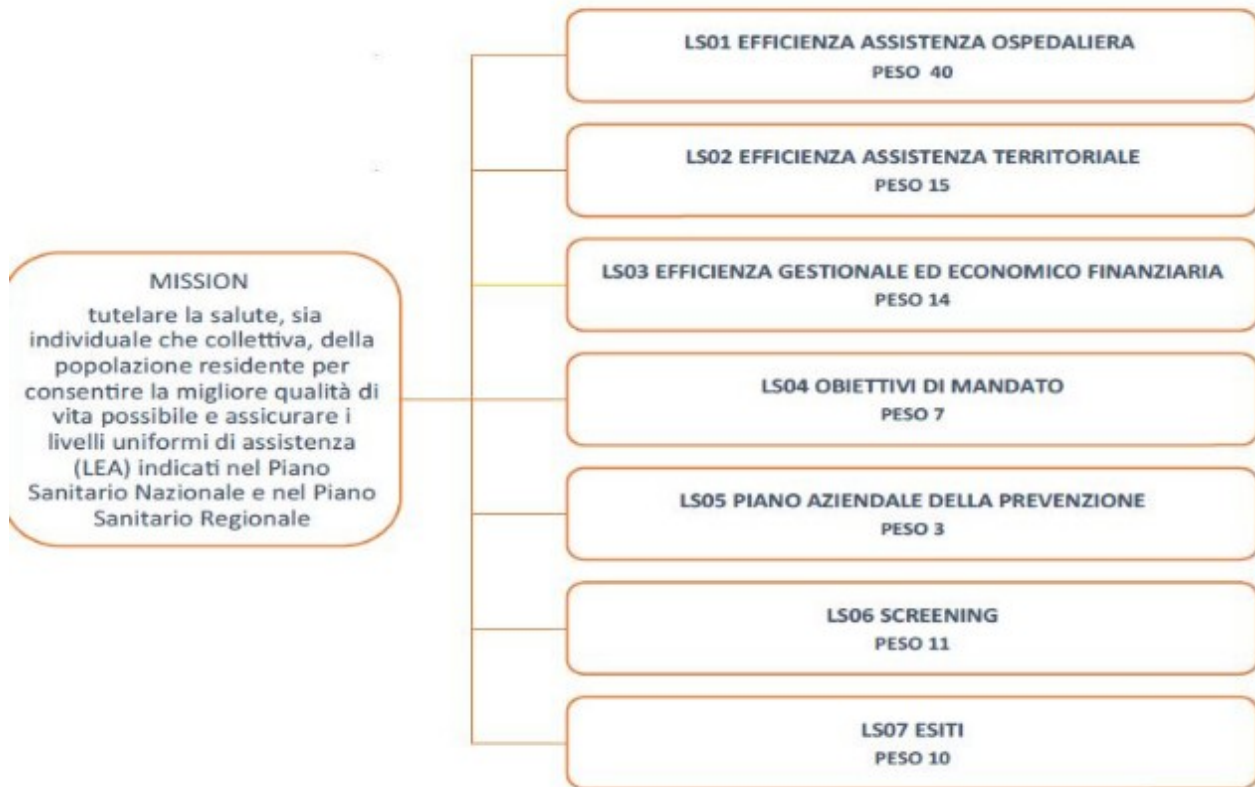 MISSION
tutelare la salute, sia
individuale che collettiva, della
popolazione residente per
consentire la migliore qualità di
vita possibile e assicurare i
livelli uniformi di assistenza
(LEA) indicati nel Piano
Sanitario Nazionale e nel Piano
Sanitario Regionale
LS01 EFFICIENZA ASSISTENZA OSPEDALIERA
PESO 40
LS02 EFFICIENZA ASSISTENZA TERRITORIALE
PESO 15
LS03 EFFICIENZA GESTIONALE ED ECONOMICO FINANZIARIA
PESO 14
LS04 OBIETTIVI DI MANDATO
PESO 7
LS05 PIANO AZIENDALE DELLA PREVENZIONE
PESO 3
LS06 SCREENING
PESO 11
LS07 ESITI
PESO 10